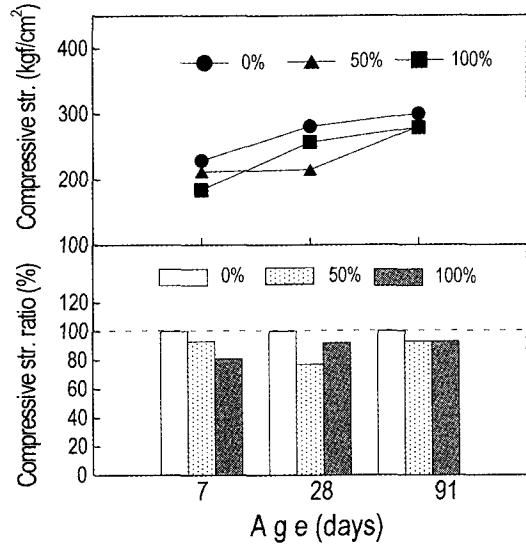 Compressive str. (kgf/cm²)
400
300
200
100
0% 50% 100%
Compressive str. ratio (%)
120
100
80
60
40
20
0
0% 50% 100%
7 28 91
A g e (days)